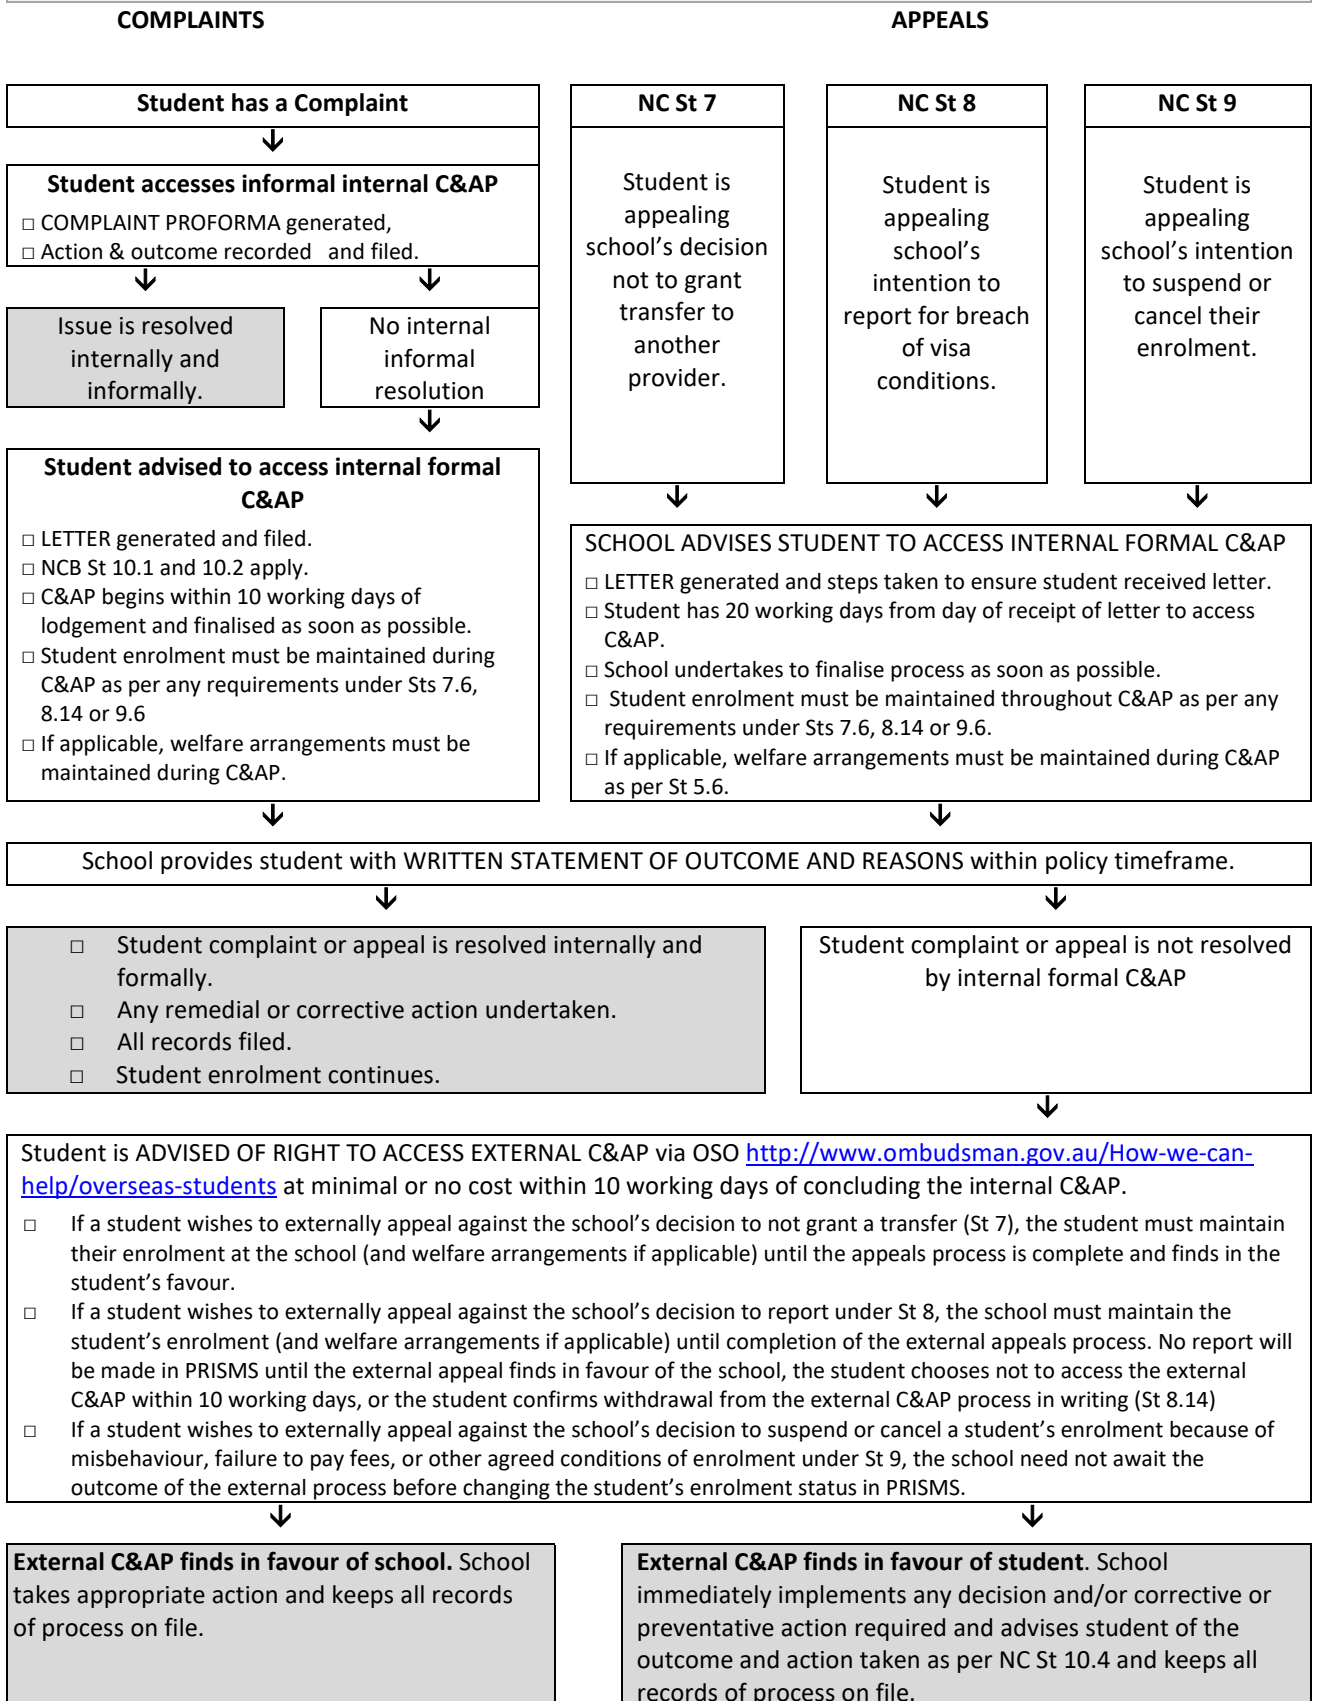 COMPLAINTS
APPEALS
Student has a Complaint
Student accesses informal internal C&AP
□ COMPLAINT PROFORMA generated,
□ Action & outcome recorded   and filed.
Issue is resolved
internally and
informally.
No internal
informal
resolution
Student advised to access internal formal
C&AP
□ LETTER generated and filed.
□ NCB St 10.1 and 10.2 apply.
□ C&AP begins within 10 working days of
lodgement and finalised as soon as possible.
□ Student enrolment must be maintained during
C&AP as per any requirements under Sts 7.6,
8.14 or 9.6
□ If applicable, welfare arrangements must be
maintained during C&AP.
NC St 7
Student is
appealing
school’s decision
not to grant
transfer to
another
provider.
NC St 8
Student is
appealing
school’s
intention to
report for breach
of visa
conditions.
NC St 9
Student is
appealing
school’s intention
to suspend or
cancel their
enrolment.
SCHOOL ADVISES STUDENT TO ACCESS INTERNAL FORMAL C&AP
□ LETTER generated and steps taken to ensure student received letter.
□ Student has 20 working days from day of receipt of letter to access
C&AP.
□ School undertakes to finalise process as soon as possible.
□ Student enrolment must be maintained throughout C&AP as per any
requirements under Sts 7.6, 8.14 or 9.6.
□ If applicable, welfare arrangements must be maintained during C&AP
as per St 5.6.
School provides student with WRITTEN STATEMENT OF OUTCOME AND REASONS within policy timeframe.
□ Student complaint or appeal is resolved internally and
formally.
□ Any remedial or corrective action undertaken.
□ All records filed.
□ Student enrolment continues.
Student complaint or appeal is not resolved
by internal formal C&AP
Student is ADVISED OF RIGHT TO ACCESS EXTERNAL C&AP via OSO http://www.ombudsman.gov.au/How-we-can-
help/overseas-students at minimal or no cost within 10 working days of concluding the internal C&AP.
□ If a student wishes to externally appeal against the school’s decision to not grant a transfer (St 7), the student must maintain
their enrolment at the school (and welfare arrangements if applicable) until the appeals process is complete and finds in the
student’s favour.
□ If a student wishes to externally appeal against the school’s decision to report under St 8, the school must maintain the
student’s enrolment (and welfare arrangements if applicable) until completion of the external appeals process. No report will
be made in PRISMS until the external appeal finds in favour of the school, the student chooses not to access the external
C&AP within 10 working days, or the student confirms withdrawal from the external C&AP process in writing (St 8.14)
□ If a student wishes to externally appeal against the school’s decision to suspend or cancel a student’s enrolment because of
misbehaviour, failure to pay fees, or other agreed conditions of enrolment under St 9, the school need not await the
outcome of the external process before changing the student’s enrolment status in PRISMS.
External C&AP finds in favour of school. School
takes appropriate action and keeps all records
of process on file.
External C&AP finds in favour of student. School
immediately implements any decision and/or corrective or
preventative action required and advises student of the
outcome and action taken as per NC St 10.4 and keeps all
records of process on file.